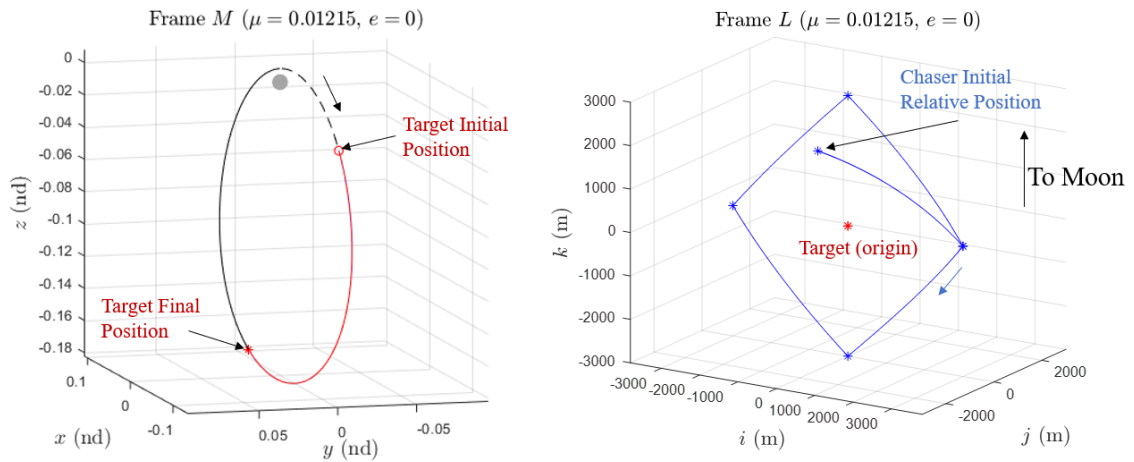 Frame M (μ = 0.01215, e = 0)
0
-0.02
-0.04
-0.06
-0.08
-0.1
-0.12
-0.14
-0.16
-0.18
z (nd)
Target Initial
Position
Target Final
Position
0.1
0
-0.1
x (nd)
0.05
0
-0.05
y (nd)
Frame L (μ = 0.01215, e = 0)
Chaser Initial
Relative Position
To Moon
Target (origin)
3000
2000
1000
0
-1000
-2000
-3000
k (m)
-3000
-2000
-1000
0
1000
2000
3000
i (m)
2000
0
-2000
j (m)